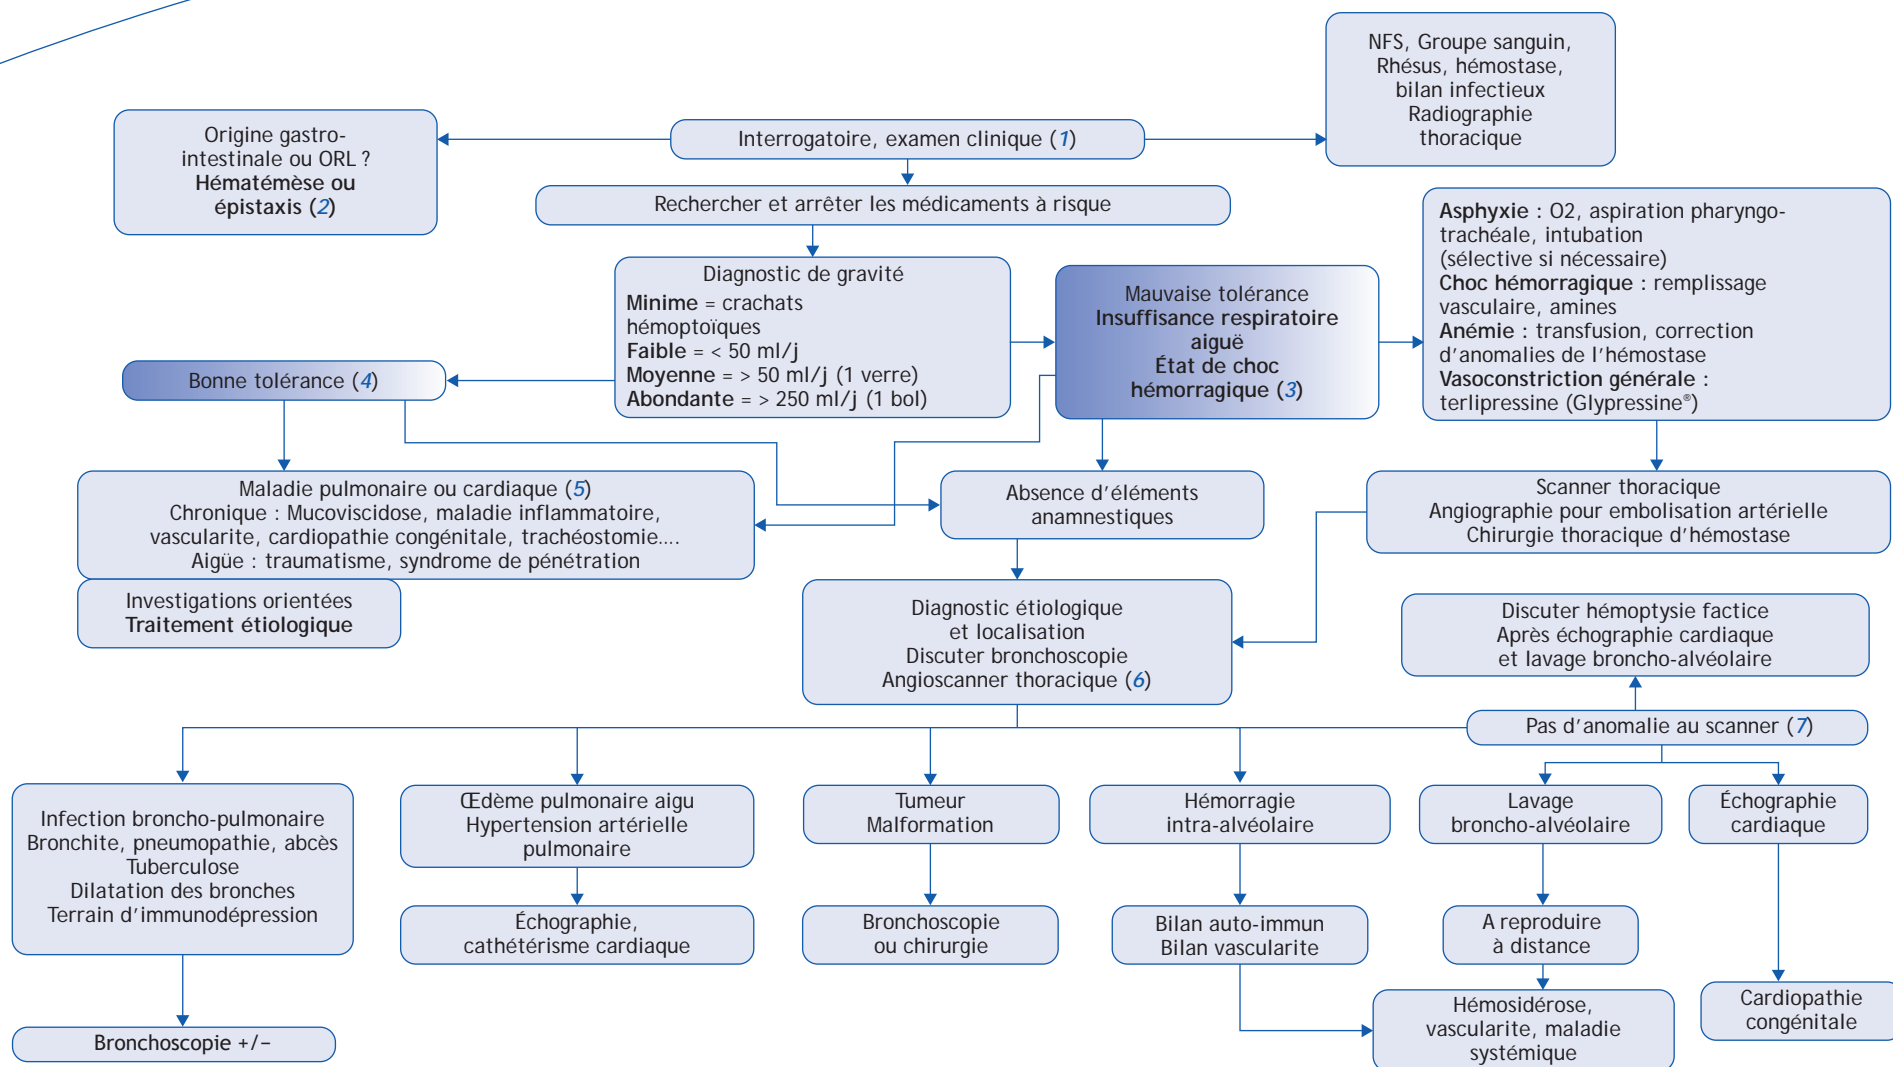 NFS, Groupe sanguin,
Rhésus, hémostase,
bilan infectieux
Radiographie
thoracique
Origine gastro-
intestinale ou ORL ?
Hématémèse ou
épistaxis (2)
Interrogatoire, examen clinique (1)
Rechercher et arrêter les médicaments à risque
Diagnostic de gravité
Minime = crachats
hémoptoïques
Faible = < 50 ml/j
Moyenne = > 50 ml/j (1 verre)
Abondante = > 250 ml/j (1 bol)
Mauvaise tolérance
Insuffisance respiratoire
aiguë
État de choc
hémorragique (3)
Asphyxie : O2, aspiration pharyngo-
trachéale, intubation
(sélective si nécessaire)
Choc hémorragique : remplissage
vasculaire, amines
Anémie : transfusion, correction
d'anomalies de l'hémostase
Vasoconstriction générale :
terlipressine (Glypressine®)
Bonne tolérance (4)
Maladie pulmonaire ou cardiaque (5)
Chronique : Mucoviscidose, maladie inflammatoire,
vascularite, cardiopathie congénitale, trachéostomie....
Aigüe : traumatisme, syndrome de pénétration
Investigations orientées
Traitement étiologique
Absence d'éléments
anamnestiques
Scanner thoracique
Angiographie pour embolisation artérielle
Chirurgie thoracique d'hémostase
Diagnostic étiologique
et localisation
Discuter bronchoscopie
Angioscanner thoracique (6)
Discuter hémoptysie factice
Après échographie cardiaque
et lavage broncho-alvéolaire
Pas d'anomalie au scanner (7)
Infection broncho-pulmonaire
Bronchite, pneumopathie, abcès
Tuberculose
Dilatation des bronches
Terrain d'immunodépression
Œdème pulmonaire aigu
Hypertension artérielle
pulmonaire
Tumeur
Malformation
Hémorragie
intra-alvéolaire
Lavage
broncho-alvéolaire
Échographie
cardiaque
Échographie,
cathétérisme cardiaque
Bronchoscopie
ou chirurgie
Bilan auto-immun
Bilan vascularite
A reproduire
à distance
Bronchoscopie +/–
Hémosidérose,
vascularite, maladie
systémique
Cardiopathie
congénitale